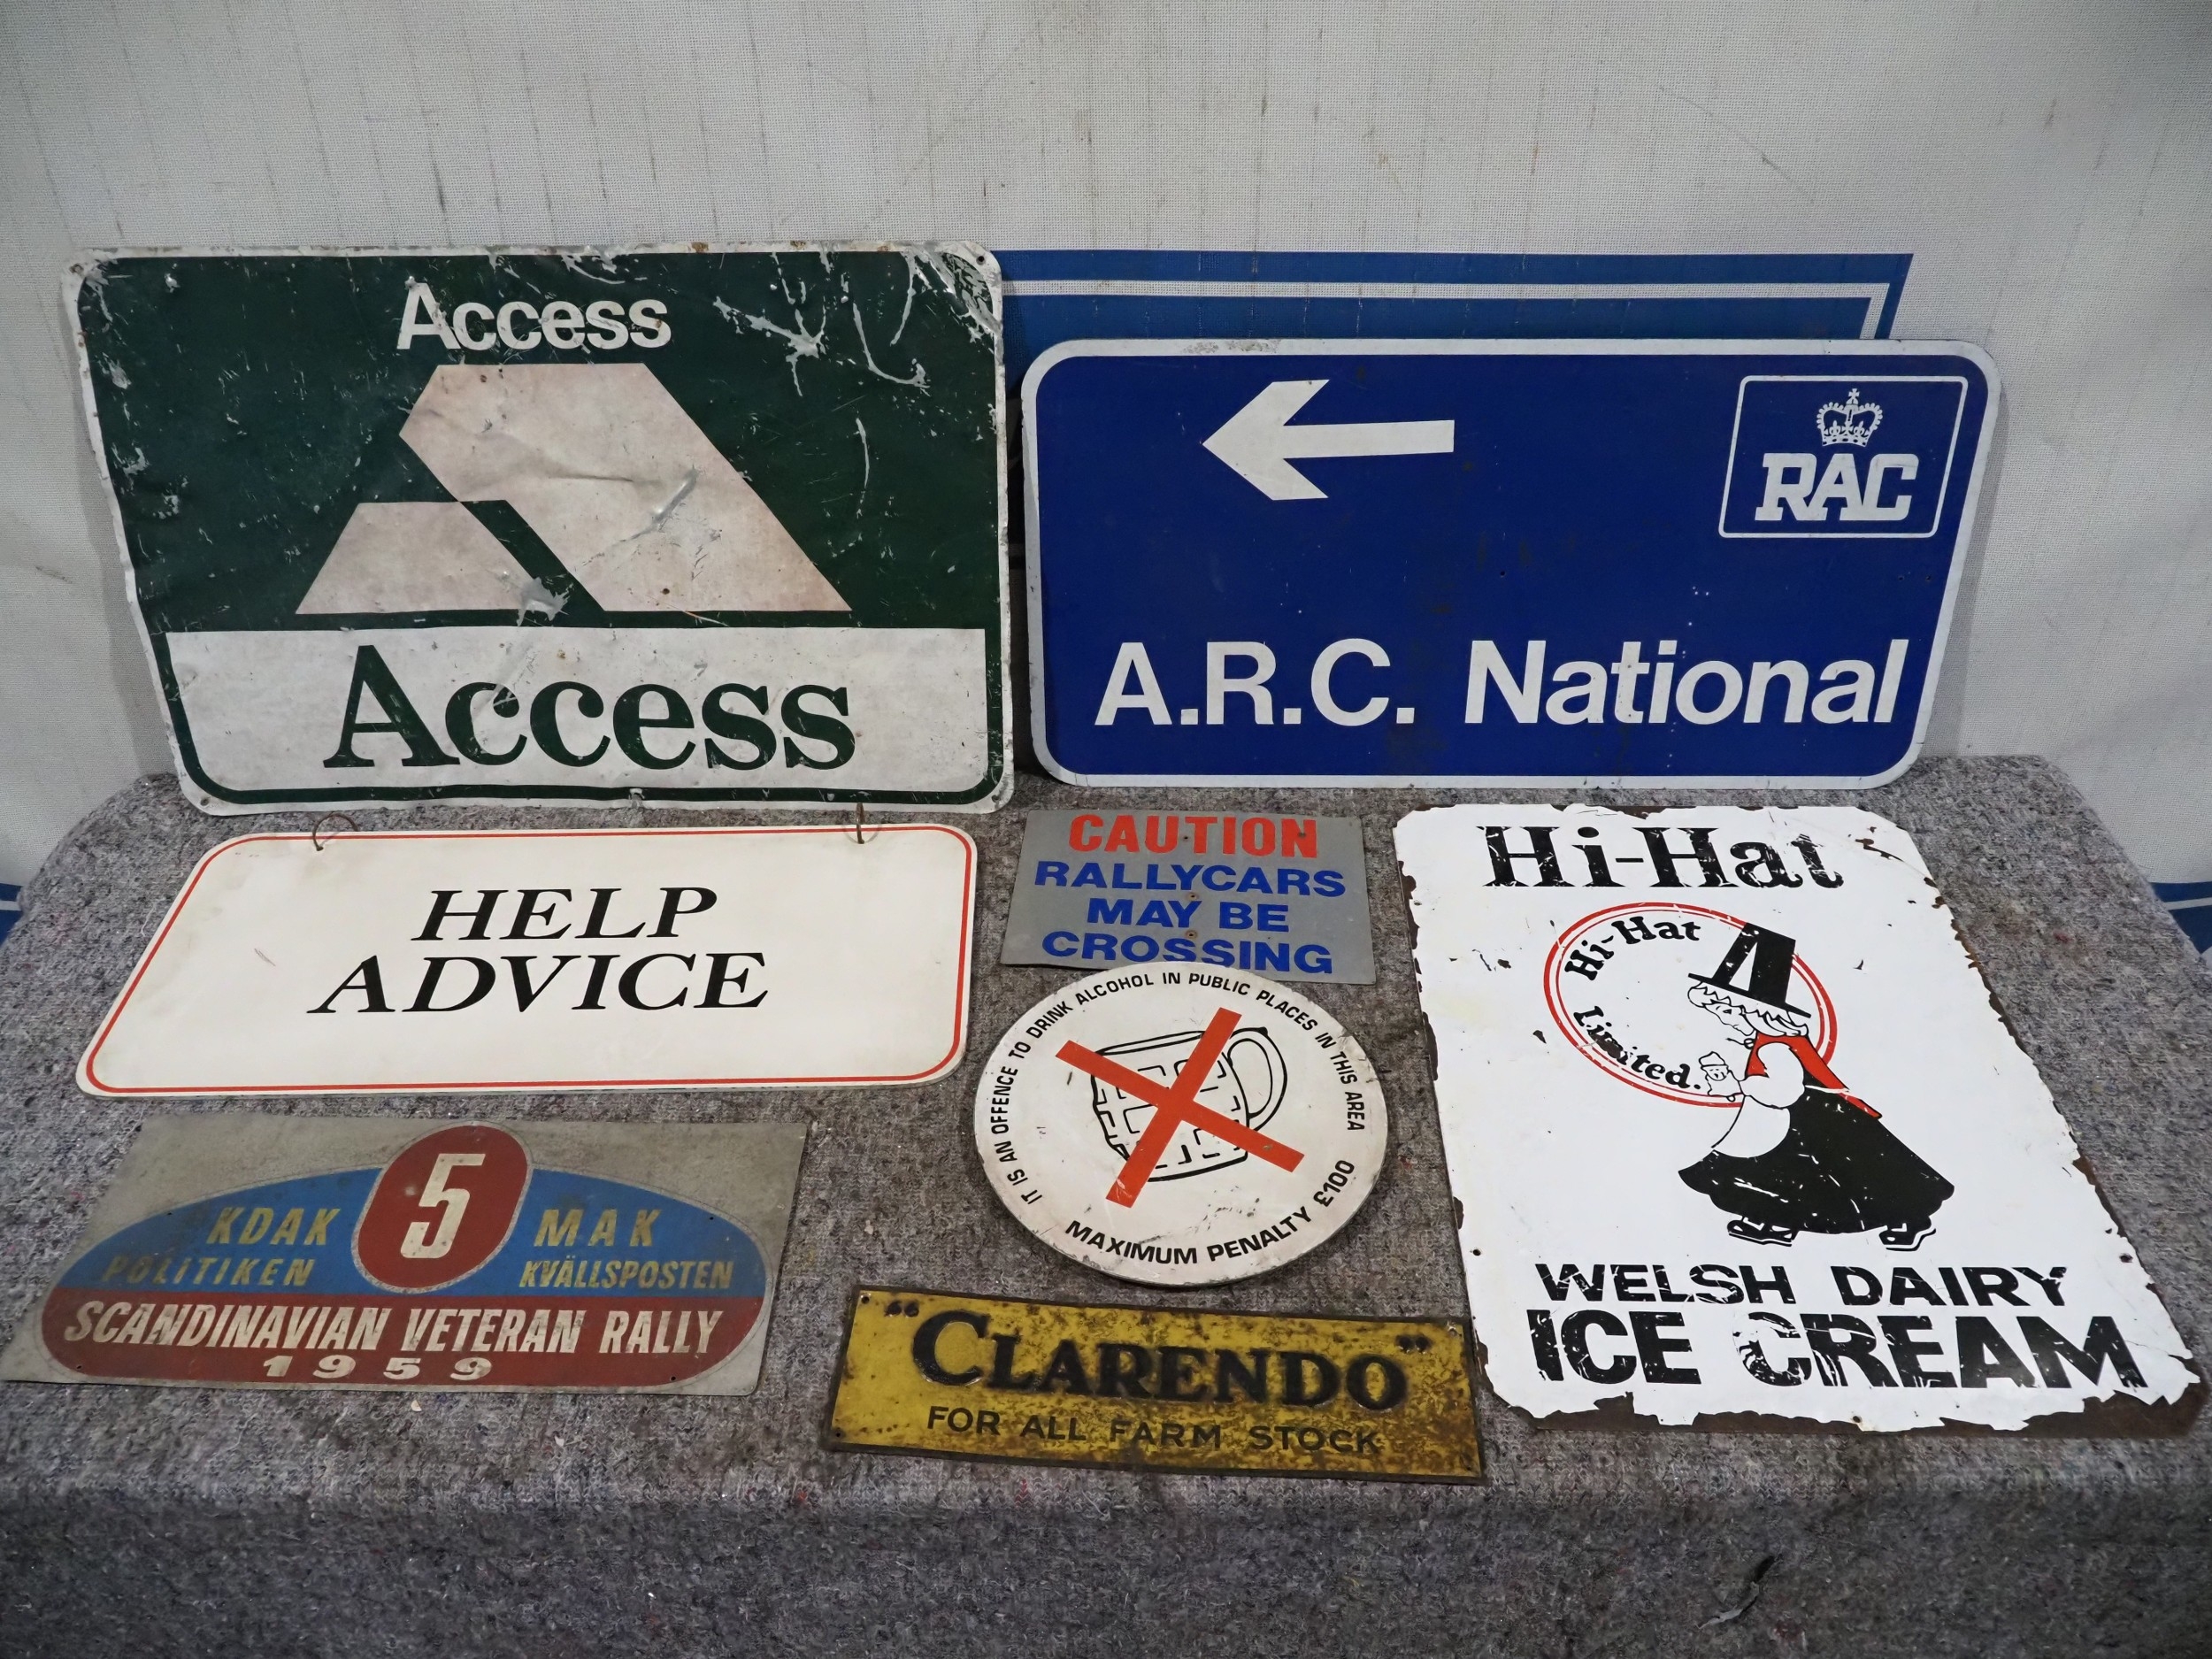 Access
Access
RAC
A.R.C. National
HELP
ADVICE
CAUTION
RALLYCARS
MAY BE
CROSSING
Hi-Hat
Hi-Hat
Limited.
WELSH DAIRY
ICE CREAM
IT IS AN OFFENCE TO DRINK ALCOHOL IN PUBLIC PLACES IN THIS AREA
MAXIMUM PENALTY £100
5
KDAK MAK
POLITIKEN KVÄLLSPOSTEN
SCANDINAVIAN VETERAN RALLY
1959
“CLARENDO”
FOR ALL FARM STOCK